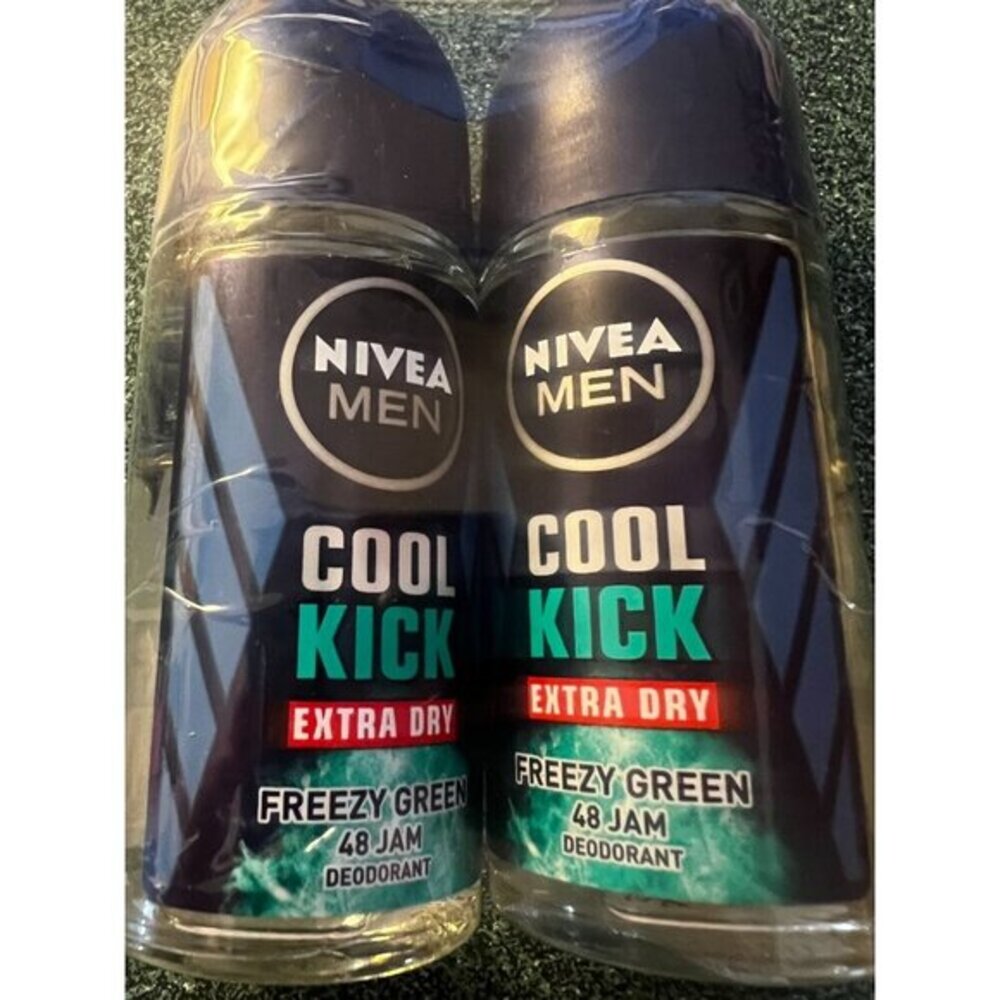 NIVEA
MEN
COOL
KICK
EXTRA DRY
FREEZY GREEN
48 JAM
DEODORANT
NIVEA
MEN
COOL
KICK
EXTRA DRY
FREEZY GREEN
48 JAM
DEODORANT